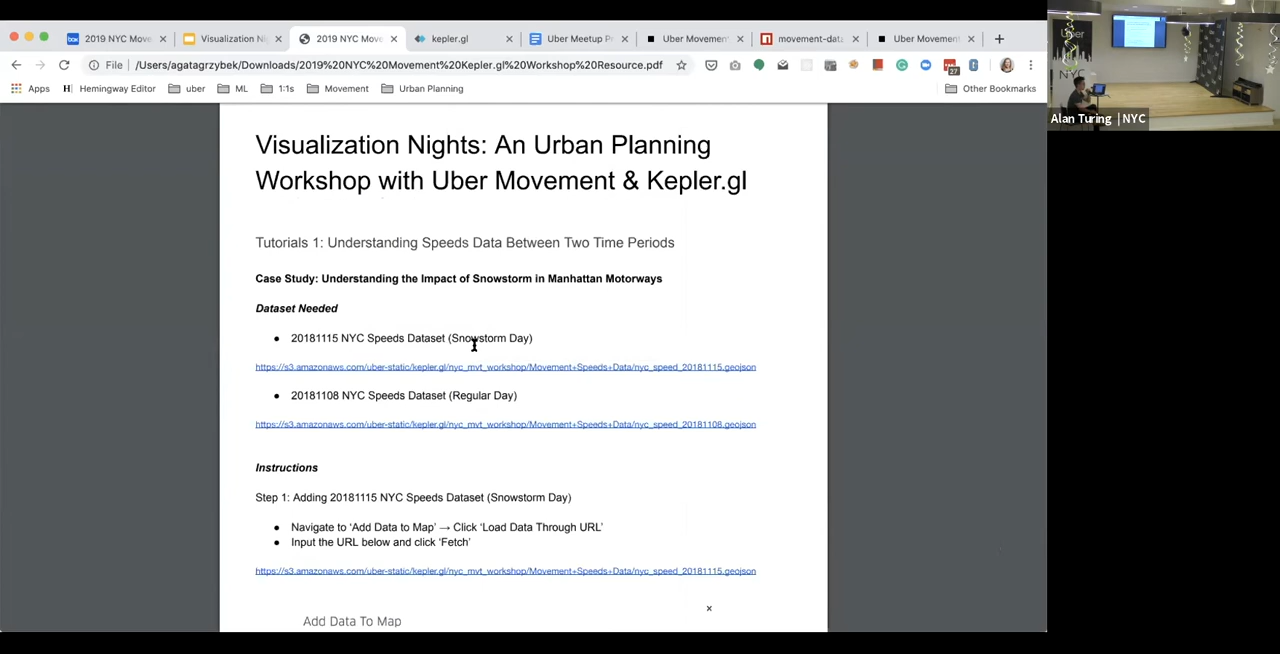 2019 NYC Move
Visualization Ni
2019 NYC Mov
kepler.gl
Uber Meetup P
Uber Movemen
movement-data
Uber Movement
File
/Users/agatagrzybek/Downloads/2019%20NYC%20Movement%20Kepler.gl%20Workshop%20Resource.pdf
27
Apps
Hemingway Editor
uber
ML
1:1s
Movement
Urban Planning
Other Bookmarks
Visualization Nights: An Urban Planning
Workshop with Uber Movement & Kepler.gl
Tutorials 1: Understanding Speeds Data Between Two Time Periods
Case Study: Understanding the Impact of Snowstorm in Manhattan Motorways
Dataset Needed
● 20181115 NYC Speeds Dataset (Snowstorm Day)
https://s3.amazonaws.com/uber-static/kepler.gl/nyc_mvt_workshop/Movement+Speeds+Data/nyc_speed_20181115.geojson
● 20181108 NYC Speeds Dataset (Regular Day)
https://s3.amazonaws.com/uber-static/kepler.gl/nyc_mvt_workshop/Movement+Speeds+Data/nyc_speed_20181108.geojson
Instructions
Step 1: Adding 20181115 NYC Speeds Dataset (Snowstorm Day)
● Navigate to ‘Add Data to Map’ → Click ‘Load Data Through URL’
● Input the URL below and click ‘Fetch’
https://s3.amazonaws.com/uber-static/kepler.gl/nyc_mvt_workshop/Movement+Speeds+Data/nyc_speed_20181115.geojson
Add Data To Map
Uber
NYC
Alan Turing | NYC